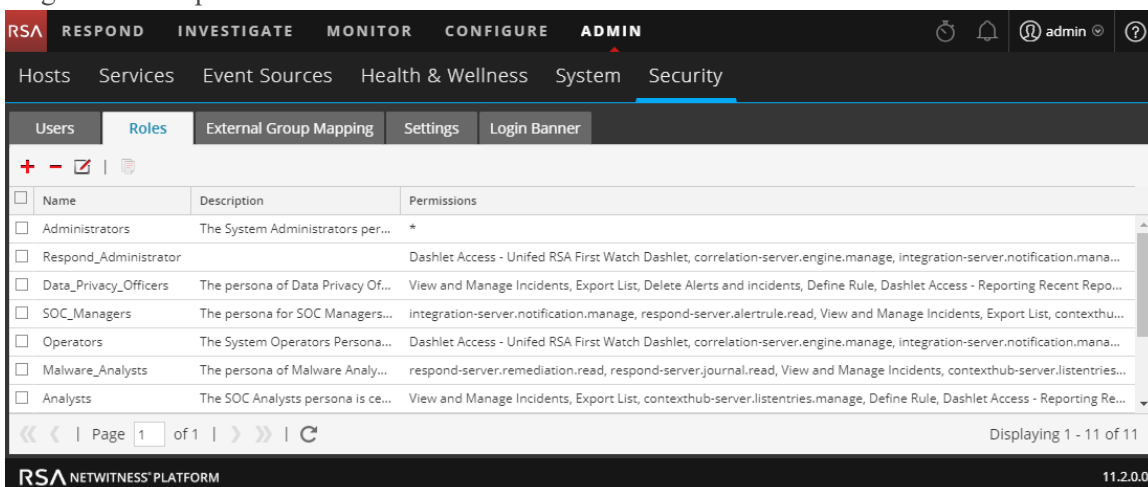 RSA RESPOND INVESTIGATE MONITOR CONFIGURE ADMIN admin ?
Hosts Services Event Sources Health & Wellness System Security
Users Roles External Group Mapping Settings Login Banner
Name Description Permissions
Administrators The System Administrators per... *
Respond_Administrator Dashlet Access - Unifed RSA First Watch Dashlet, correlation-server.engine.manage, integration-server.notification.mana...
Data_Privacy_Officers The persona of Data Privacy Of... View and Manage Incidents, Export List, Delete Alerts and incidents, Define Rule, Dashlet Access - Reporting Recent Repo...
SOC_Managers The persona for SOC Managers... integration-server.notification.manage, respond-server.alertrule.read, View and Manage Incidents, Export List, contexthu...
Operators The System Operators Persona... Dashlet Access - Unifed RSA First Watch Dashlet, correlation-server.engine.manage, integration-server.notification.mana...
Malware_Analysts The persona of Malware Analy... respond-server.remediation.read, respond-server.journal.read, View and Manage Incidents, contexthub-server.listentries...
Analysts The SOC Analysts persona is ce... View and Manage Incidents, Export List, contexthub-server.listentries.manage, Define Rule, Dashlet Access - Reporting Re...
Page 1 of 1 Displaying 1 - 11 of 11
RSA NETWITNESS® PLATFORM 11.2.0.0